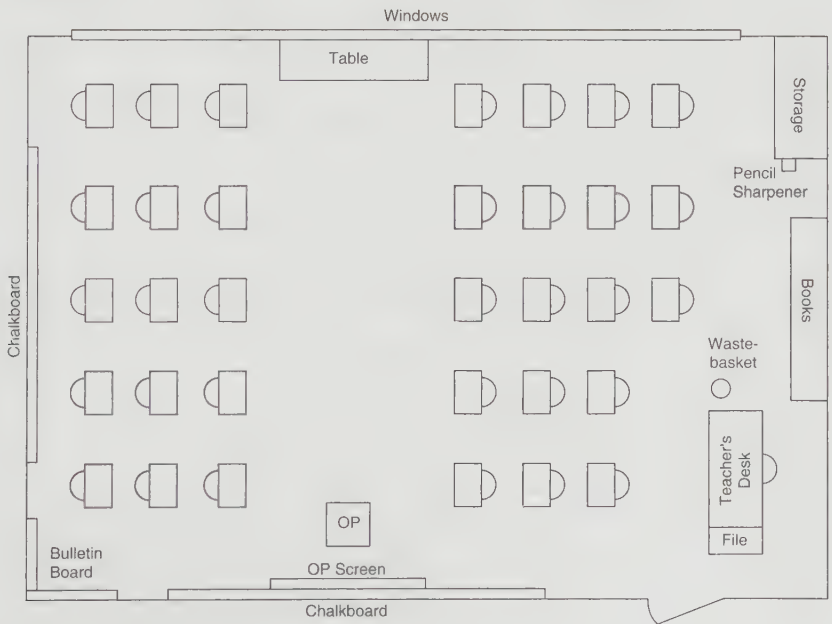 Windows
Table
Storage
Pencil
Sharpener
Chalkboard
Books
Waste-
basket
Teacher's
Desk
OP
File
Bulletin
Board
OP Screen
Chalkboard